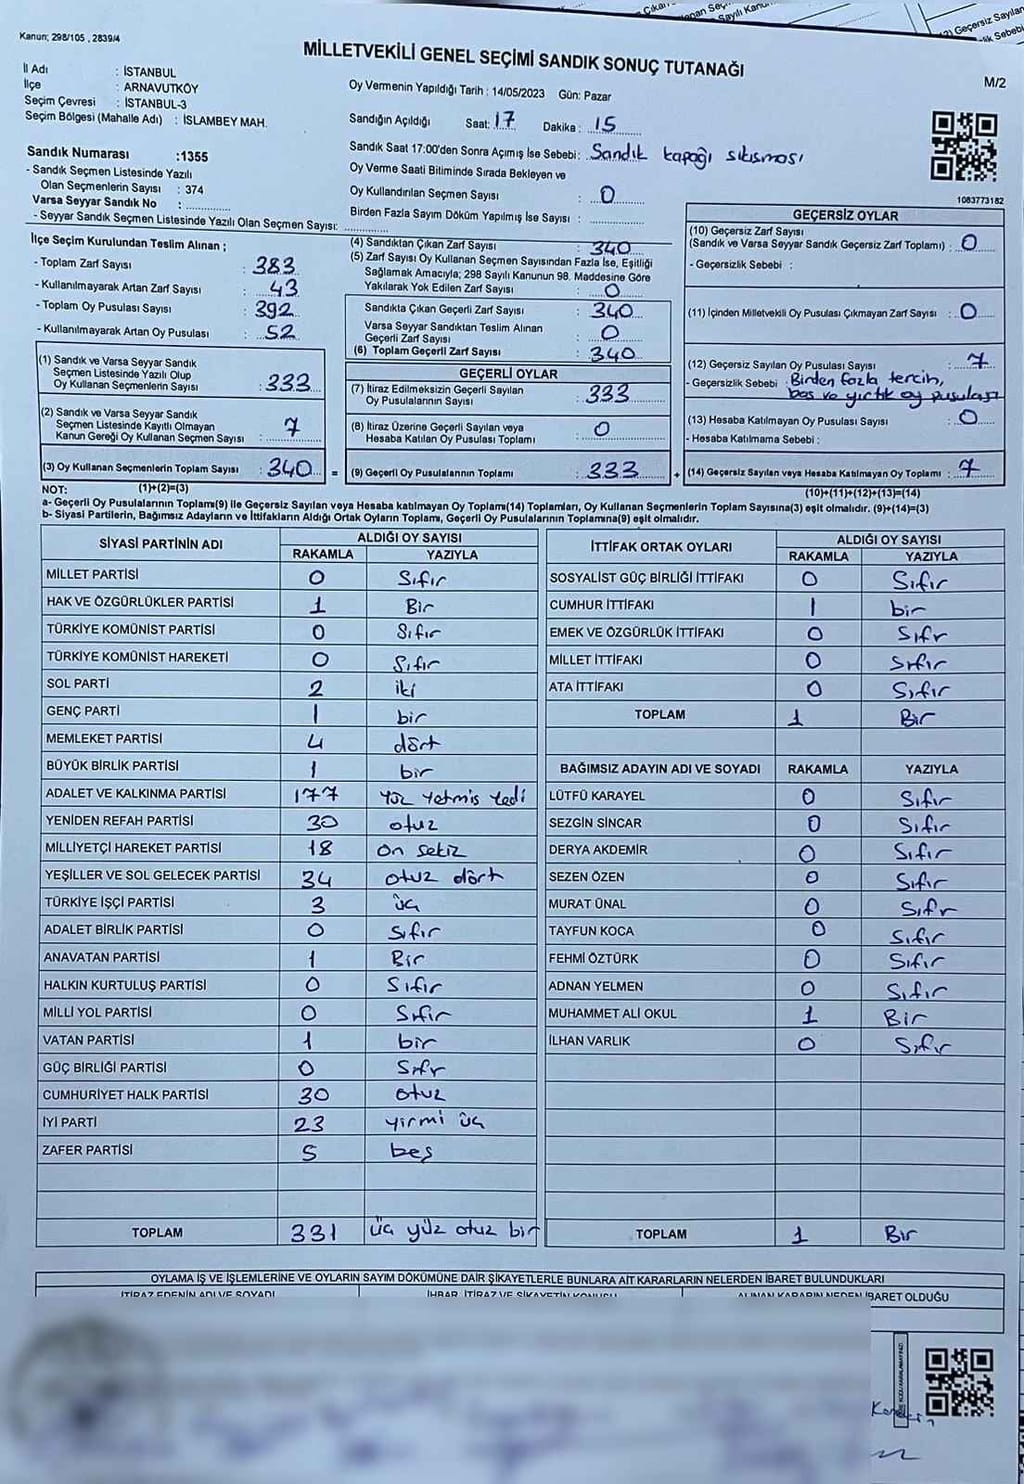 Kanun; 298/105 , 2839/4
MİLLETVEKİLİ GENEL SEÇİMİ SANDIK SONUÇ TUTANAĞI
M/2
İl Adı : İSTANBUL
İlçe : ARNAVUTKÖY
Seçim Çevresi : İSTANBUL-3
Seçim Bölgesi (Mahalle Adı) : İSLAMBEY MAH.
Sandık Numarası :1355
- Sandık Seçmen Listesinde Yazılı
Olan Seçmenlerin Sayısı : 374
Varsa Seyyar Sandık No :
- Seyyar Sandık Seçmen Listesinde Yazılı Olan Seçmen Sayısı:
Oy Vermenin Yapıldığı Tarih : 14/05/2023 Gün: Pazar
Sandığın Açıldığı Saat: 17 Dakika : 15
Sandık Saat 17:00'den Sonra Açımış İse Sebebi: Sandık kapağı sıkısması
Oy Verme Saati Bitiminde Sırada Bekleyen ve
Oy Kullandırılan Seçmen Sayısı : 0
Birden Fazla Sayım Döküm Yapılmış İse Sayısı :
1083773182
İlçe Seçim Kurulundan Teslim Alınan ;
- Toplam Zarf Sayısı : 383
- Kullanılmayarak Artan Zarf Sayısı : 43
- Toplam Oy Pusulası Sayısı : 392
- Kullanılmayarak Artan Oy Pusulası : 52
(1) Sandık ve Varsa Seyyar Sandık
Seçmen Listesinde Yazılı Olup
Oy Kullanan Seçmenlerin Sayısı : 333
(2) Sandık ve Varsa Seyyar Sandık
Seçmen Listesinde Kayıtlı Olmayan
Kanun Gereği Oy Kullanan Seçmen Sayısı : 7
(3) Oy Kullanan Seçmenlerin Toplam Sayısı : 340 =
(1)+(2)=(3)
(4) Sandıktan Çıkan Zarf Sayısı : 340
(5) Zarf Sayısı Oy Kullanan Seçmen Sayısından Fazla İse, Eşitliği
Sağlamak Amacıyla; 298 Sayılı Kanunun 98. Maddesine Göre
Yakılarak Yok Edilen Zarf Sayısı : 0
Sandıkta Çıkan Geçerli Zarf Sayısı : 340
Varsa Seyyar Sandıktan Teslim Alınan
Geçerli Zarf Sayısı : 0
(6) Toplam Geçerli Zarf Sayısı : 340
GEÇERLİ OYLAR
(7) İtiraz Edilmeksizin Geçerli Sayılan
Oy Pusulalarının Sayısı : 333
(8) İtiraz Üzerine Geçerli Sayılan veya
Hesaba Katılan Oy Pusulası Toplamı : 0
(9) Geçerli Oy Pusulalarının Toplamı : 333 +
GEÇERSİZ OYLAR
(10) Geçersiz Zarf Sayısı
(Sandık ve Varsa Seyyar Sandık Geçersiz Zarf Toplamı) : 0
- Geçersizlik Sebebi :
(11) İçinden Milletvekili Oy Pusulası Çıkmayan Zarf Sayısı : 0
(12) Geçersiz Sayılan Oy Pusulası Sayısı : 7
- Geçersizlik Sebebi : Birden fazla tercih,
boş ve yırtık oy pusulası
(13) Hesaba Katılmayan Oy Pusulası Sayısı : 0
- Hesaba Katılmama Sebebi :
(14) Geçersiz Sayılan veya Hesaba Katılmayan Oy Toplamı : 7
(10)+(11)+(12)+(13)=(14)
NOT:
a- Geçerli Oy Pusulalarının Toplamı(9) ile Geçersiz Sayılan veya Hesaba katılmayan Oy Toplamı(14) Toplamları, Oy Kullanan Seçmenlerin Toplam Sayısına(3) eşit olmalıdır. (9)+(14)=(3)
b- Siyasi Partilerin, Bağımsız Adayların ve İttifakların Aldığı Ortak Oyların Toplamı, Geçerli Oy Pusulalarının Toplamına(9) eşit olmalıdır.
SİYASİ PARTİNİN ADI ALDIĞI OY SAYISI
RAKAMLA YAZIYLA
MİLLET PARTİSİ 0 Sıfır
HAK VE ÖZGÜRLÜKLER PARTİSİ 1 Bir
TÜRKİYE KOMÜNİST PARTİSİ 0 Sıfır
TÜRKİYE KOMÜNİST HAREKETİ 0 Sıfır
SOL PARTİ 2 iki
GENÇ PARTİ 1 bir
MEMLEKET PARTİSİ 4 dört
BÜYÜK BİRLİK PARTİSİ 1 bir
ADALET VE KALKINMA PARTİSİ 177 Yüz Yetmis Yedi
YENİDEN REFAH PARTİSİ 30 otuz
MİLLİYETÇİ HAREKET PARTİSİ 18 on sekiz
YEŞİLLER VE SOL GELECEK PARTİSİ 34 otuz dört
TÜRKİYE İŞÇİ PARTİSİ 3 üç
ADALET BİRLİK PARTİSİ 0 Sıfır
ANAVATAN PARTİSİ 1 Bir
HALKIN KURTULUŞ PARTİSİ 0 Sıfır
MİLLİ YOL PARTİSİ 0 Sıfır
VATAN PARTİSİ 1 bir
GÜÇ BİRLİĞİ PARTİSİ 0 Sıfr
CUMHURİYET HALK PARTİSİ 30 otuz
İYİ PARTİ 23 yirmi üç
ZAFER PARTİSİ 5 beş
TOPLAM 331 üç yüz otuz bir
İTTİFAK ORTAK OYLARI ALDIĞI OY SAYISI
RAKAMLA YAZIYLA
SOSYALİST GÜÇ BİRLİĞİ İTTİFAKI 0 Sıfır
CUMHUR İTTİFAKI 1 bir
EMEK VE ÖZGÜRLÜK İTTİFAKI 0 Sıfr
MİLLET İTTİFAKI 0 Sıfır
ATA İTTİFAKI 0 Sıfır
TOPLAM 1 Bir
BAĞIMSIZ ADAYIN ADI VE SOYADI RAKAMLA YAZIYLA
LÜTFÜ KARAYEL 0 Sıfır
SEZGİN SİNCAR 0 Sıfır
DERYA AKDEMİR 0 Sıfır
SEZEN ÖZEN 0 Sıfır
MURAT ÜNAL 0 Sıfr
TAYFUN KOCA 0 Sıfır
FEHMİ ÖZTÜRK 0 Sıfır
ADNAN YELMEN 0 Sıfır
MUHAMMET ALİ OKUL 1 Bir
İLHAN VARLIK 0 Sıfır
TOPLAM 1 Bir
OYLAMA İŞ VE İŞLEMLERİNE VE OYLARIN SAYIM DÖKÜMÜNE DAİR ŞİKAYETLERLE BUNLARA AİT KARARLARIN NELERDEN İBARET BULUNDUKLARI
İTİRAZ EDENİN ADI VE SOYADI İHBAR, İTİRAZ VE ŞİKAYETİN KONUSU ALINAN KARARIN NEDEN İBARET OLDUĞU